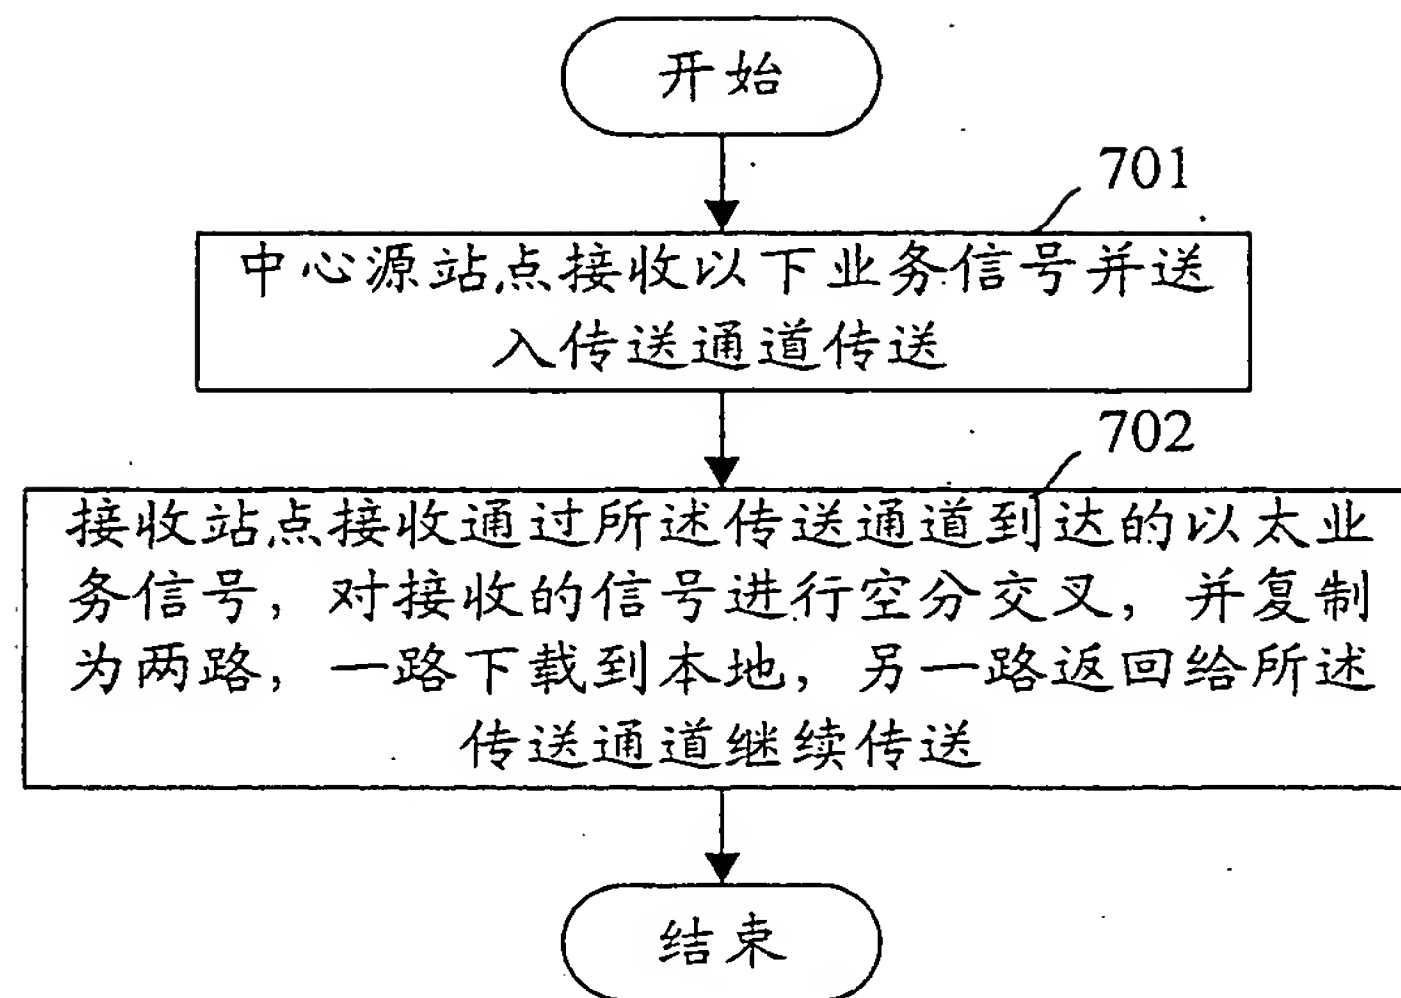 开始
701
中心源站点接收以下业务信号并送
入传送通道传送
702
接收站点接收通过所述传送通道到达的以太业
务信号，对接收的信号进行空分交叉，并复制
为两路，一路下载到本地，另一路返回给所述
传送通道继续传送
结束